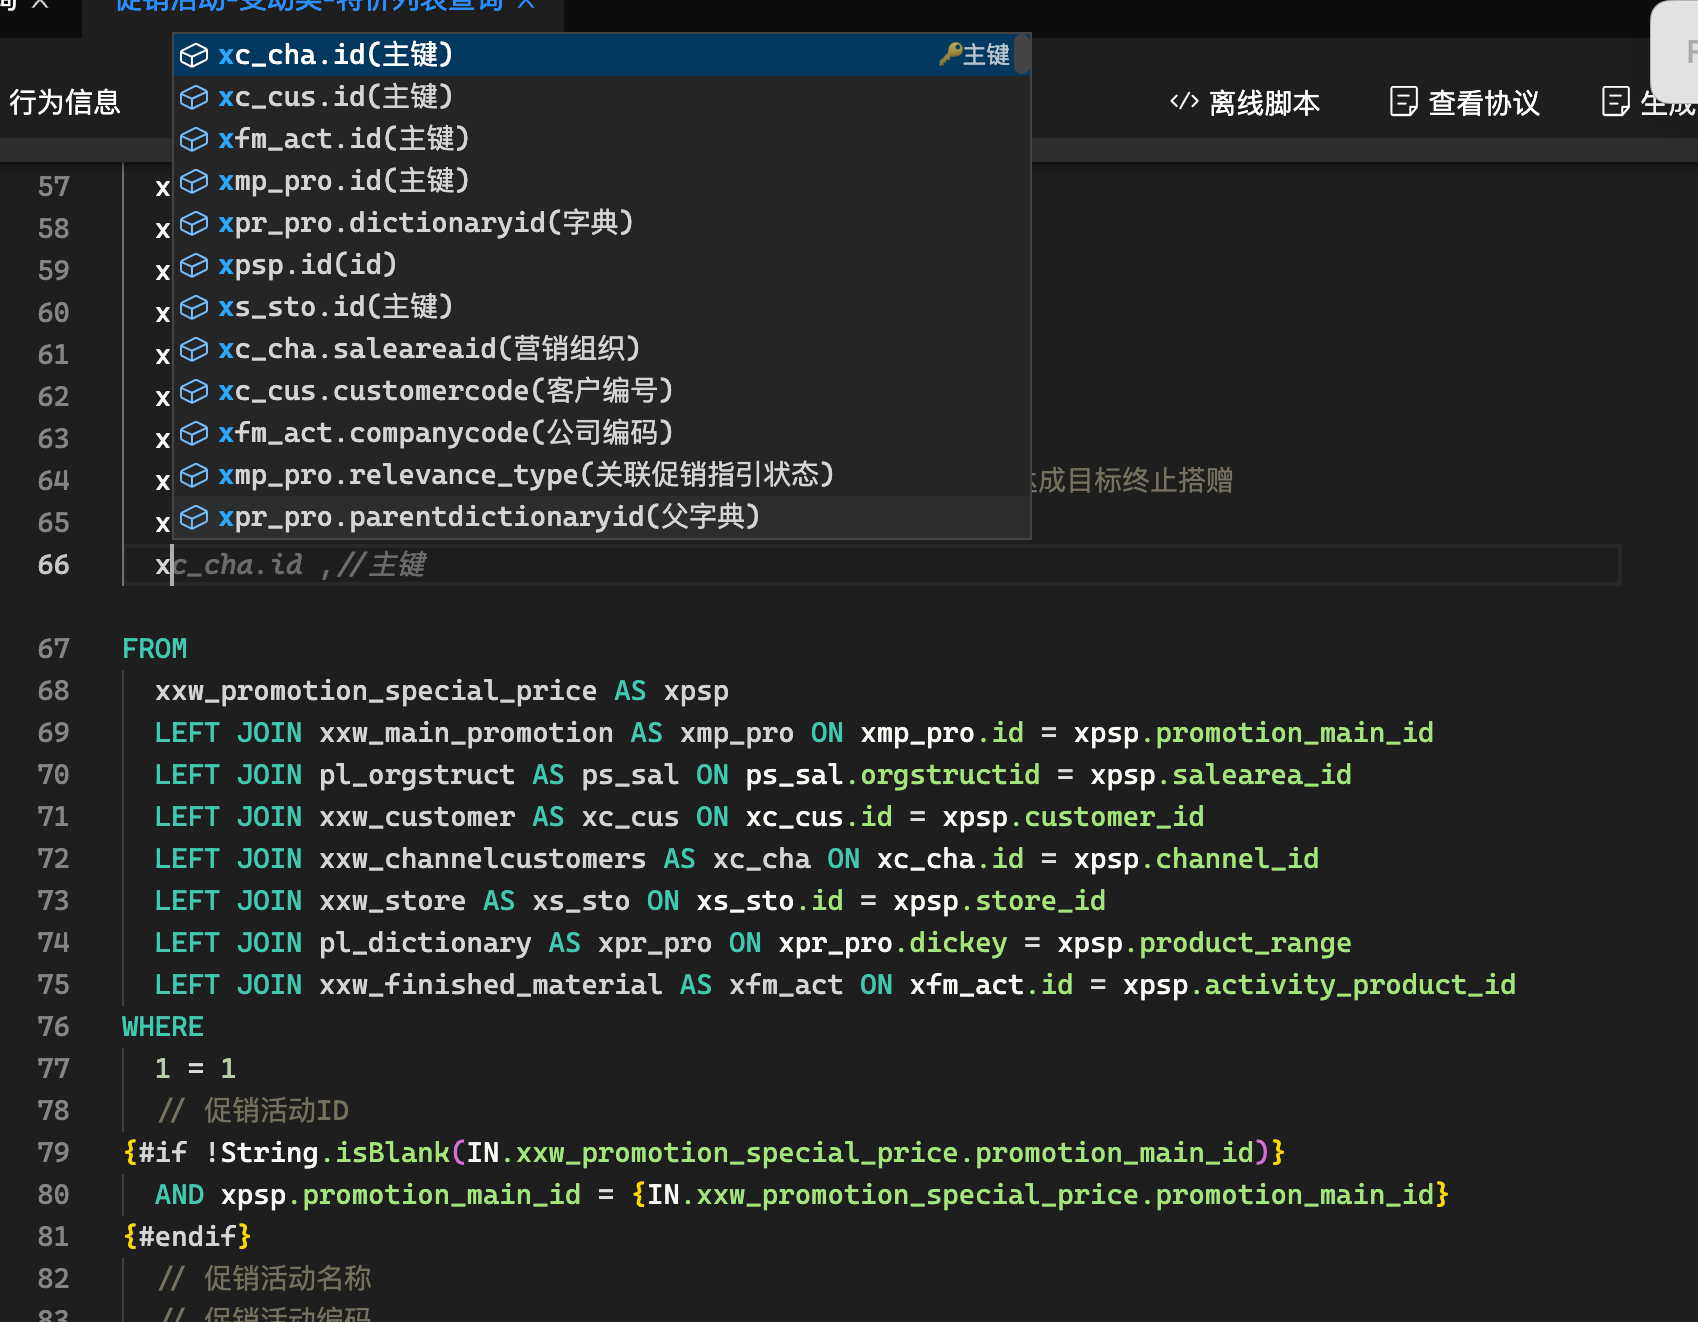 促销活动-变动类-特价列表查询
行为信息
</> 离线脚本
查看协议
生成
xc_cha.id(主键) 🔑主键
xc_cus.id(主键)
xfm_act.id(主键)
xmp_pro.id(主键)
xpr_pro.dictionaryid(字典)
xpsp.id(id)
xs_sto.id(主键)
xc_cha.saleareaid(营销组织)
xc_cus.customercode(客户编号)
xfm_act.companycode(公司编码)
xmp_pro.relevance_type(关联促销指引状态)
xpr_pro.parentdictionaryid(父字典)
57 x
58 x
59 x
60 x
61 x
62 x
63 x
64 x 成目标终止搭赠
65 x
66 xc_cha.id ,//主键
67 FROM
68 xxw_promotion_special_price AS xpsp
69 LEFT JOIN xxw_main_promotion AS xmp_pro ON xmp_pro.id = xpsp.promotion_main_id
70 LEFT JOIN pl_orgstruct AS ps_sal ON ps_sal.orgstructid = xpsp.salearea_id
71 LEFT JOIN xxw_customer AS xc_cus ON xc_cus.id = xpsp.customer_id
72 LEFT JOIN xxw_channelcustomers AS xc_cha ON xc_cha.id = xpsp.channel_id
73 LEFT JOIN xxw_store AS xs_sto ON xs_sto.id = xpsp.store_id
74 LEFT JOIN pl_dictionary AS xpr_pro ON xpr_pro.dickey = xpsp.product_range
75 LEFT JOIN xxw_finished_material AS xfm_act ON xfm_act.id = xpsp.activity_product_id
76 WHERE
77 1 = 1
78 // 促销活动ID
79 {#if !String.isBlank(IN.xxw_promotion_special_price.promotion_main_id)}
80 AND xpsp.promotion_main_id = {IN.xxw_promotion_special_price.promotion_main_id}
81 {#endif}
82 // 促销活动名称
83 // 促销活动编码